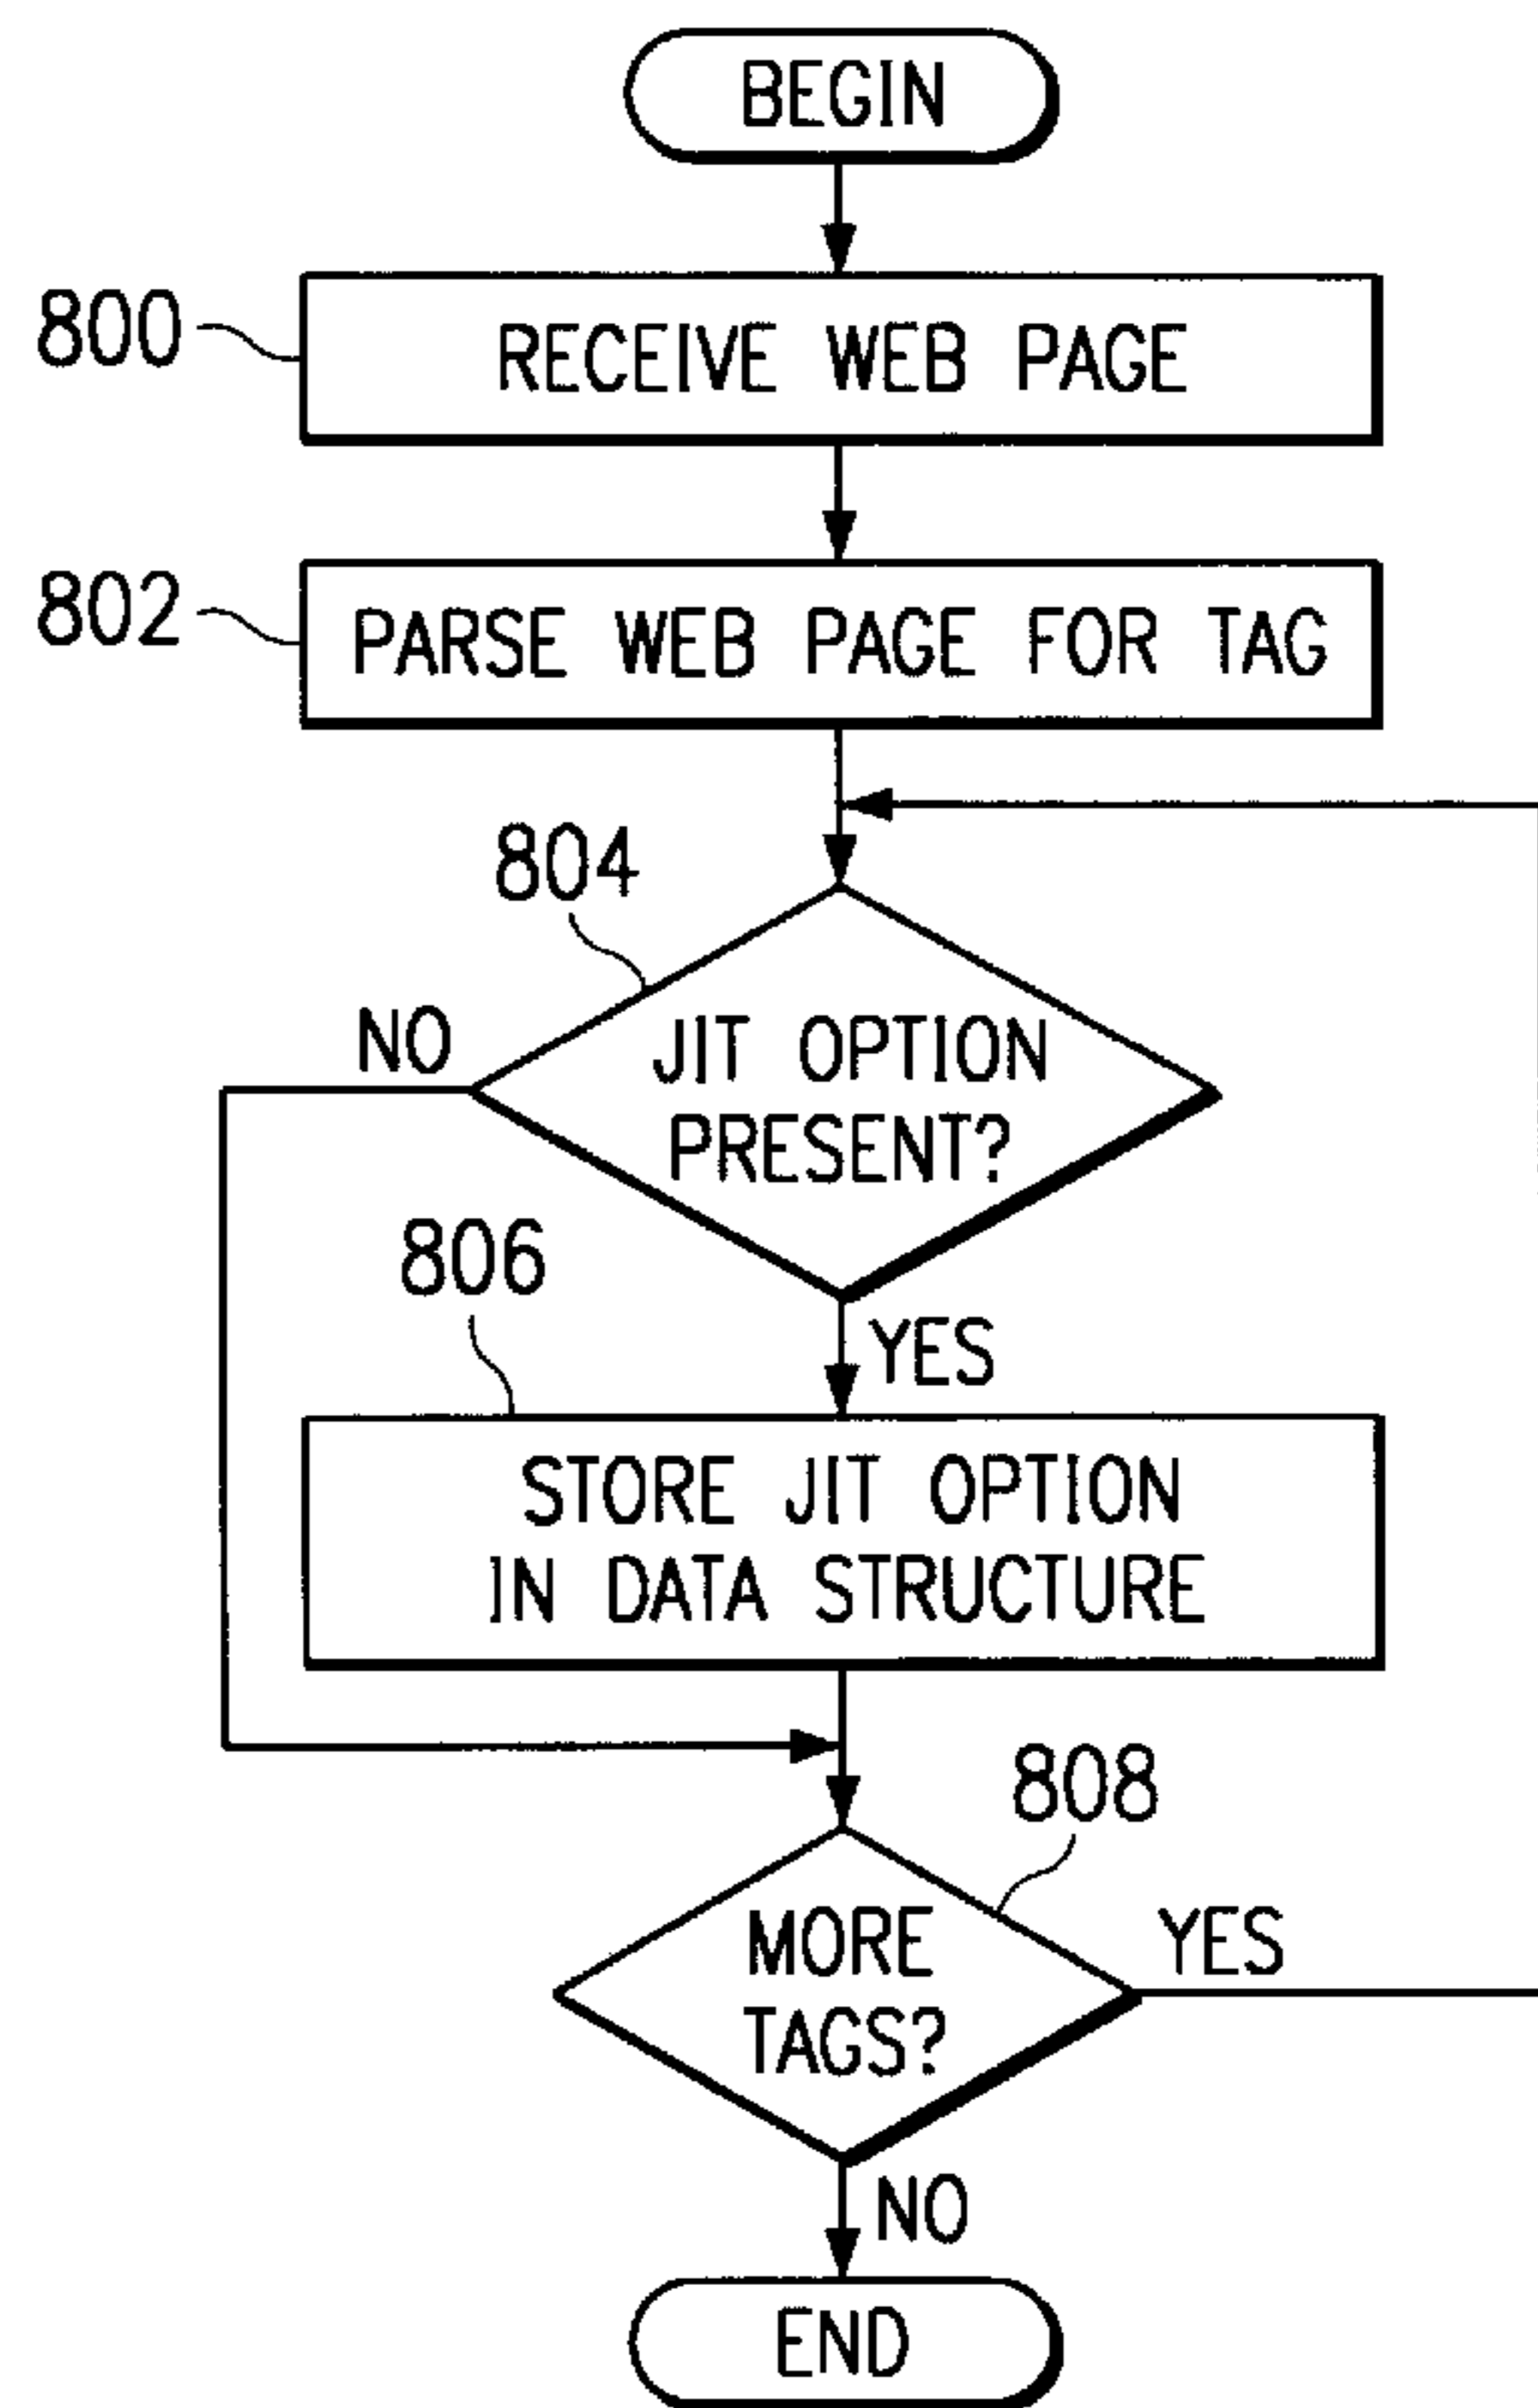 BEGIN
800
RECEIVE WEB PAGE
802
PARSE WEB PAGE FOR TAG
804
NO
JIT OPTION
PRESENT?
806
YES
STORE JIT OPTION
IN DATA STRUCTURE
808
MORE
TAGS?
YES
NO
END